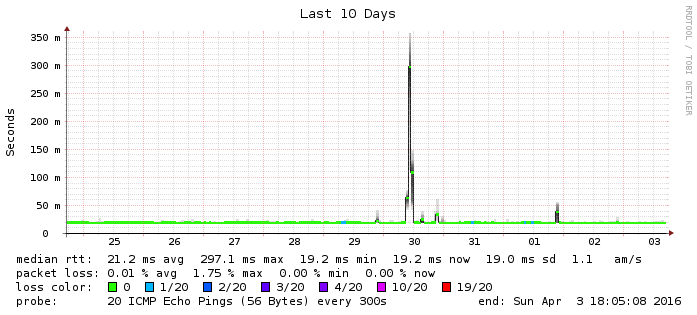 Last 10 Days
RRDTOOL / TOBI OETIKER
Seconds
350 m
300 m
250 m
200 m
150 m
100 m
50 m
0
25 26 27 28 29 30 31 01 02 03
median rtt: 21.2 ms avg 297.1 ms max 19.2 ms min 19.2 ms now 19.0 ms sd 1.1 am/s
packet loss: 0.01 % avg 1.75 % max 0.00 % min 0.00 % now
loss color: 0 1/20 2/20 3/20 4/20 10/20 19/20
probe: 20 ICMP Echo Pings (56 Bytes) every 300s end: Sun Apr 3 18:05:08 2016